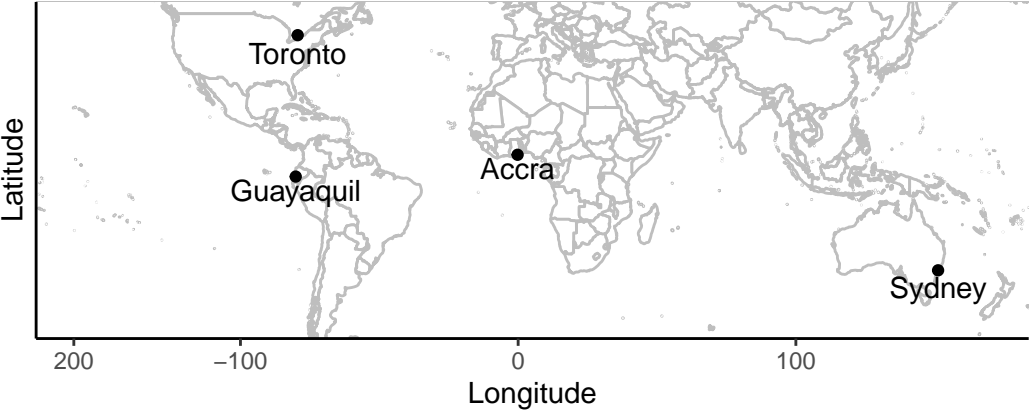 Toronto
Accra
Guayaquil
Sydney
Latitude
200
−100
0
100
Longitude